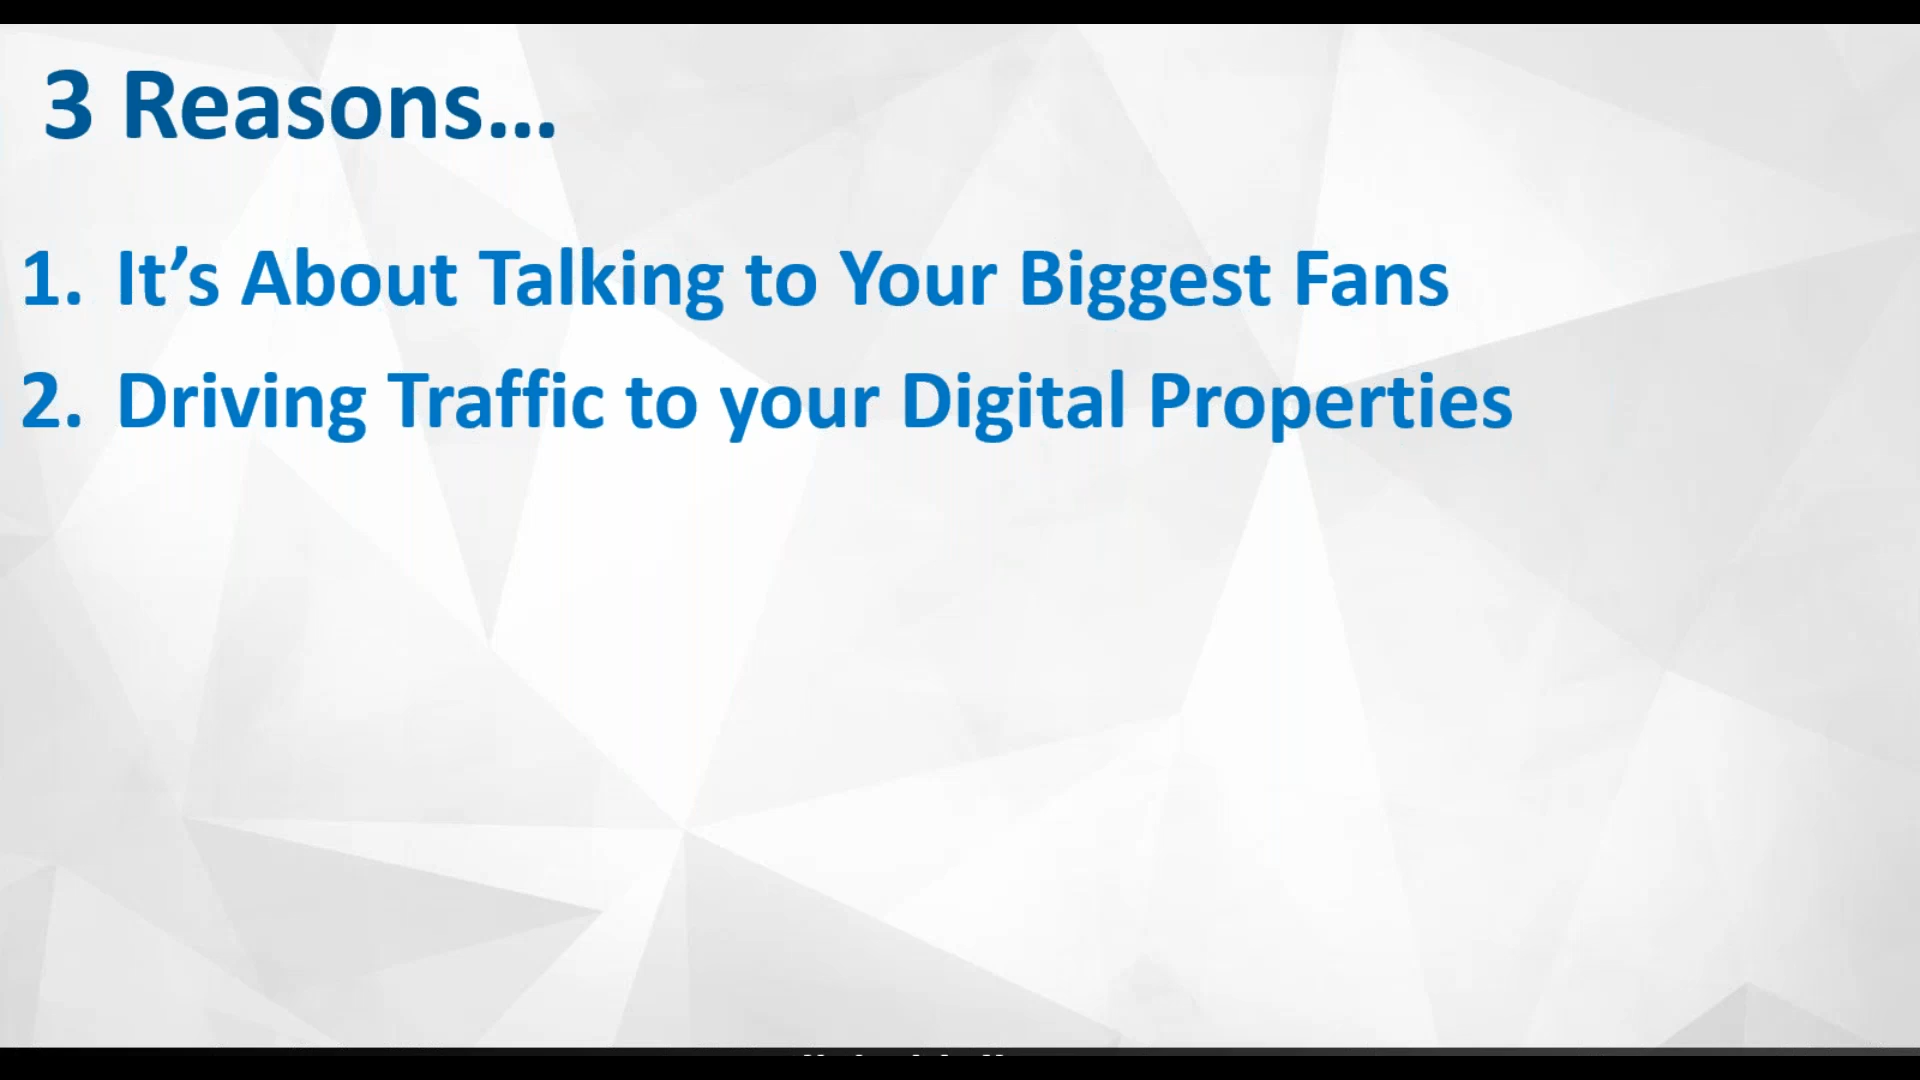 3 Reasons...
1. It’s About Talking to Your Biggest Fans
2. Driving Traffic to your Digital Properties